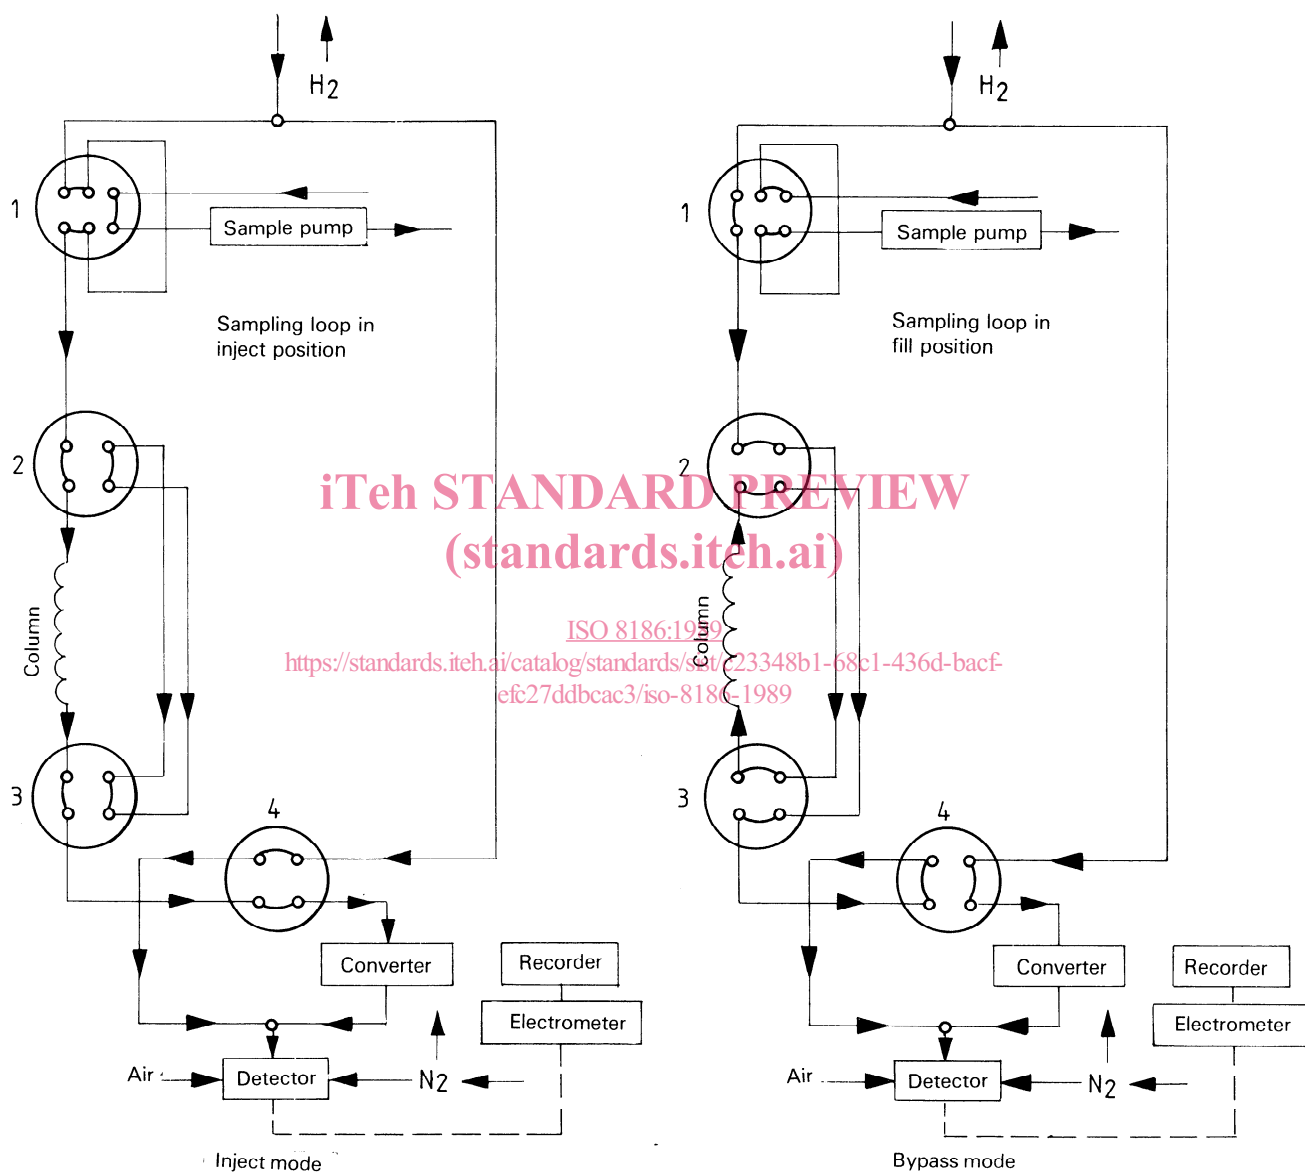 H2
1
Sample pump
Sampling loop in
inject position
2
Column
3
4
Converter
Recorder
Electrometer
Air
Detector
N2
Inject mode
H2
1
Sample pump
Sampling loop in
fill position
2
Column
3
4
Converter
Recorder
Electrometer
Air
Detector
N2
Bypass mode
iTeh STANDARD PREVIEW
(standards.iteh.ai)
ISO 8186:1989
https://standards.iteh.ai/catalog/standards/sist/c23348b1-68c1-436d-bacf-
efc27ddbcac3/iso-8186-1989